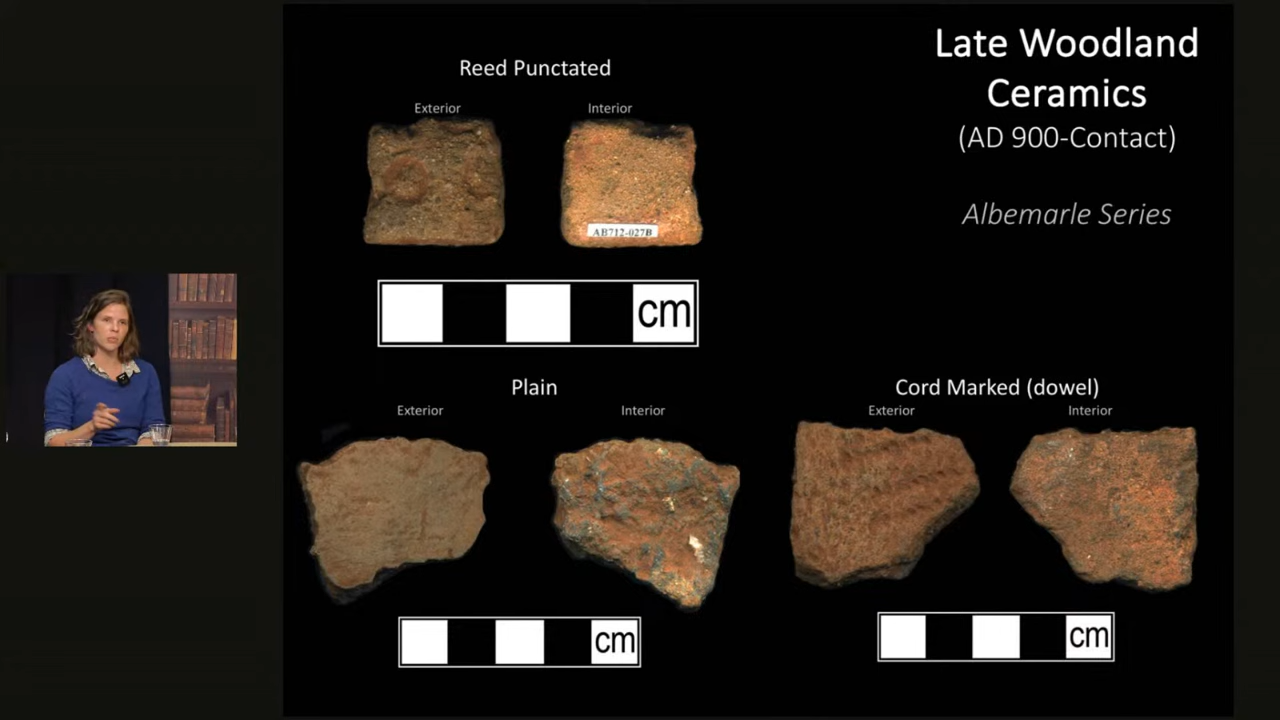 Late Woodland
Ceramics
(AD 900-Contact)
Albemarle Series
Reed Punctated
Exterior
Interior
AB712-027B
cm
Plain
Exterior
Interior
cm
Cord Marked (dowel)
Exterior
Interior
cm